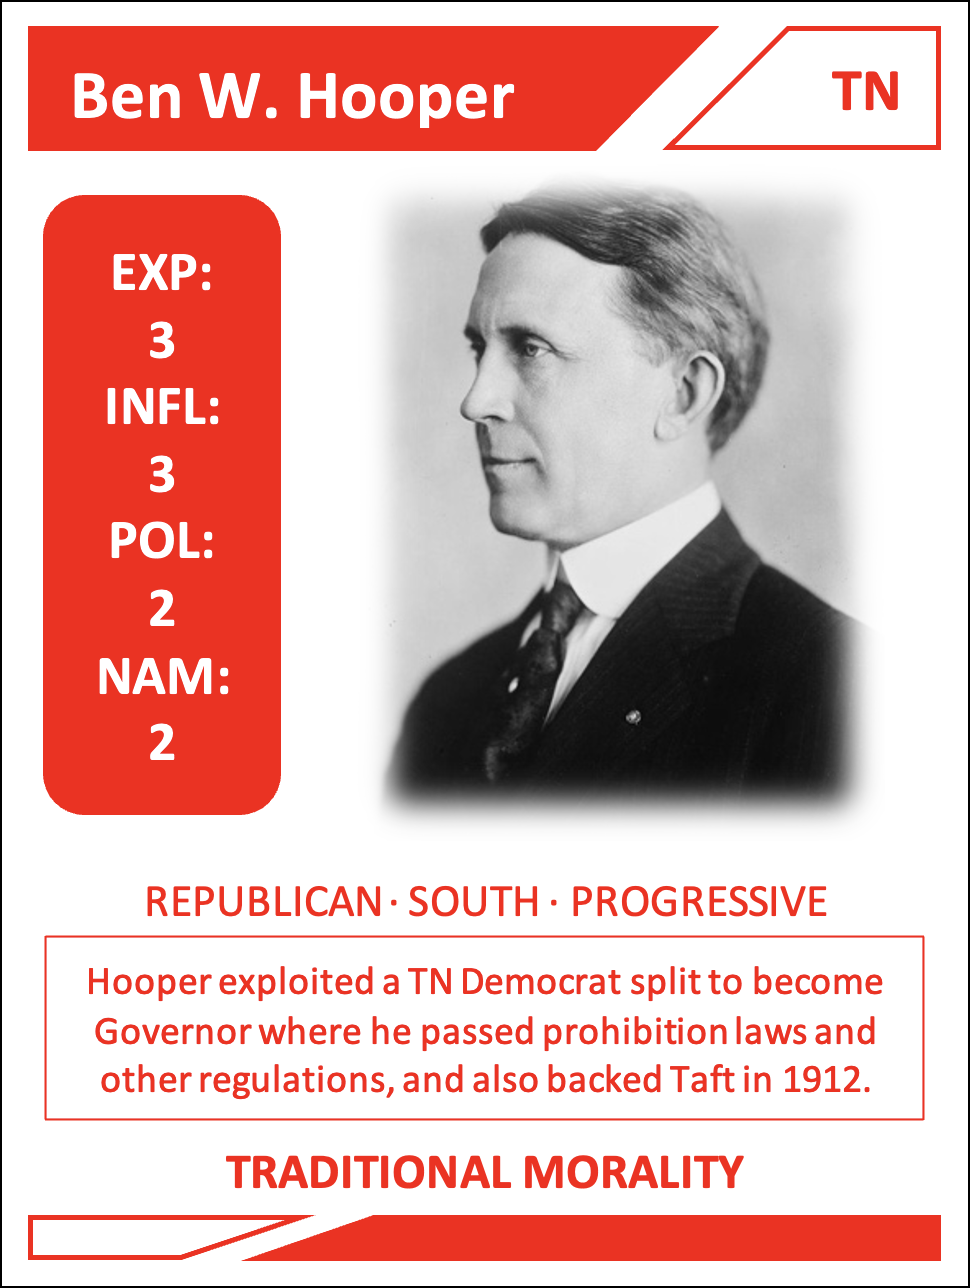 Ben W. Hooper
TN
EXP:
3
INFL:
3
POL:
2
NAM:
2
REPUBLICAN · SOUTH · PROGRESSIVE
Hooper exploited a TN Democrat split to become
Governor where he passed prohibition laws and
other regulations, and also backed Taft in 1912.
TRADITIONAL MORALITY